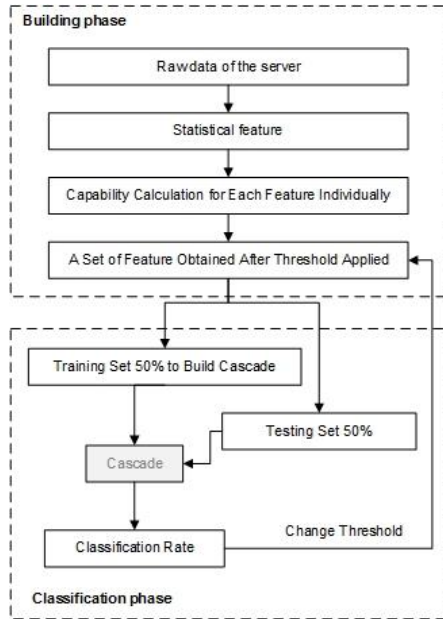 Building phase
Rawdata of the server
Statistical feature
Capability Calculation for Each Feature Individually
A Set of Feature Obtained After Threshold Applied
Training Set 50% to Build Cascade
Testing Set 50%
Cascade
Change Threshold
Classification Rate
Classification phase